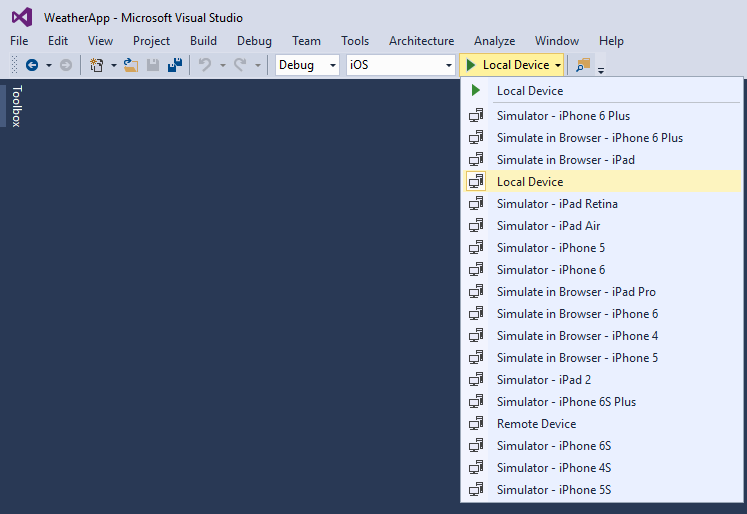 WeatherApp - Microsoft Visual Studio
File Edit View Project Build Debug Team Tools Architecture Analyze Window Help
Debug iOS Local Device
Toolbox
Local Device
Simulator - iPhone 6 Plus
Simulate in Browser - iPhone 6 Plus
Simulate in Browser - iPad
Local Device
Simulator - iPad Retina
Simulator - iPad Air
Simulator - iPhone 5
Simulator - iPhone 6
Simulate in Browser - iPad Pro
Simulate in Browser - iPhone 6
Simulate in Browser - iPhone 4
Simulate in Browser - iPhone 5
Simulator - iPad 2
Simulator - iPhone 6S Plus
Remote Device
Simulator - iPhone 6S
Simulator - iPhone 4S
Simulator - iPhone 5S